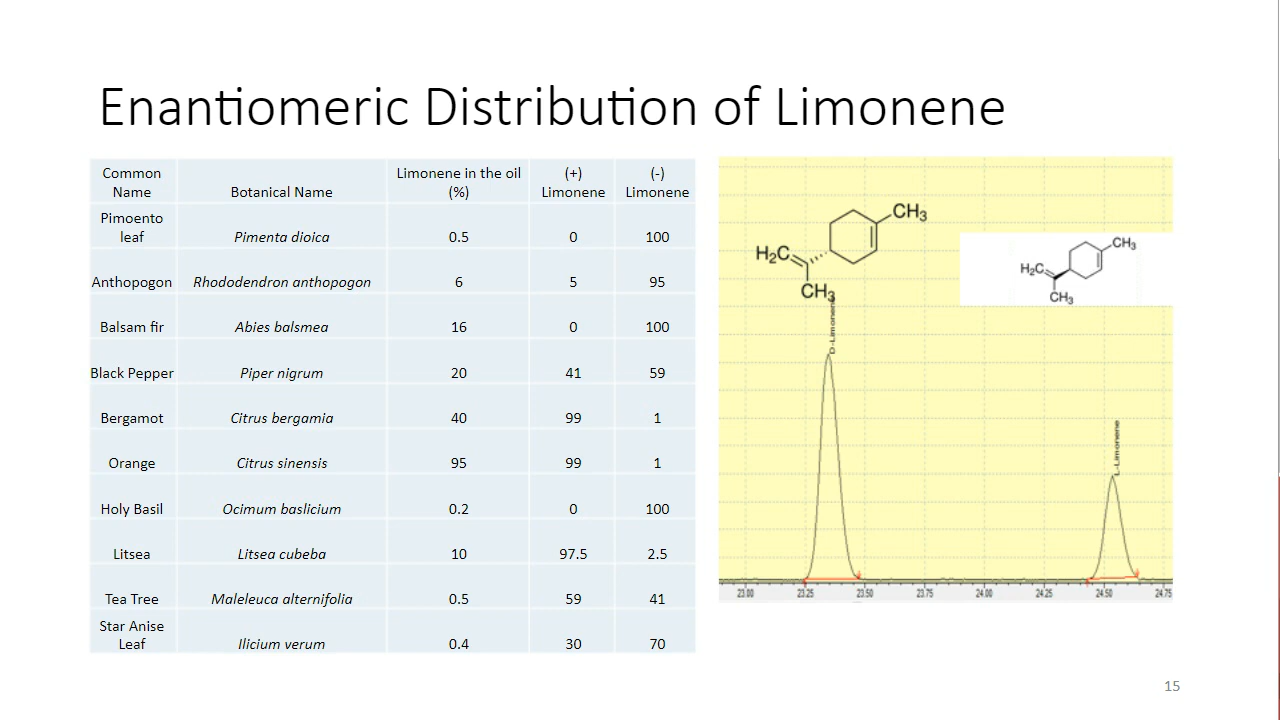 Enantiomeric Distribution of Limonene
Common Name Botanical Name Limonene in the oil (%) (+) Limonene (-) Limonene
Pimoento leaf Pimenta dioica 0.5 0 100
Anthopogon Rhododendron anthopogon 6 5 95
Balsam fir Abies balsmea 16 0 100
Black Pepper Piper nigrum 20 41 59
Bergamot Citrus bergamia 40 99 1
Orange Citrus sinensis 95 99 1
Holy Basil Ocimum baslicium 0.2 0 100
Litsea Litsea cubeba 10 97.5 2.5
Tea Tree Maleleuca alternifolia 0.5 59 41
Star Anise Leaf Ilicium verum 0.4 30 70
CH3
H2C
CH3
CH3
H2C
CH3
D-Limonene
L-Limonene
23.00 23.25 23.50 23.75 24.00 24.25 24.50 24.75
15